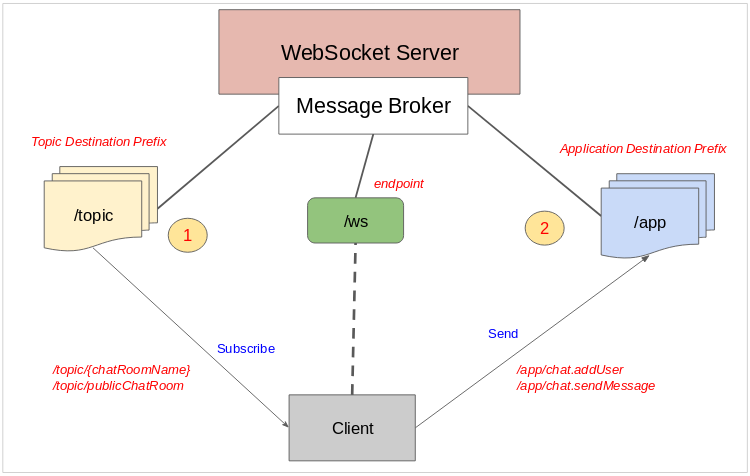 WebSocket Server
Message Broker
Topic Destination Prefix
Application Destination Prefix
endpoint
/topic
/ws
/app
1
2
Subscribe
Send
/topic/{chatRoomName}
/topic/publicChatRoom
/app/chat.addUser
/app/chat.sendMessage
Client